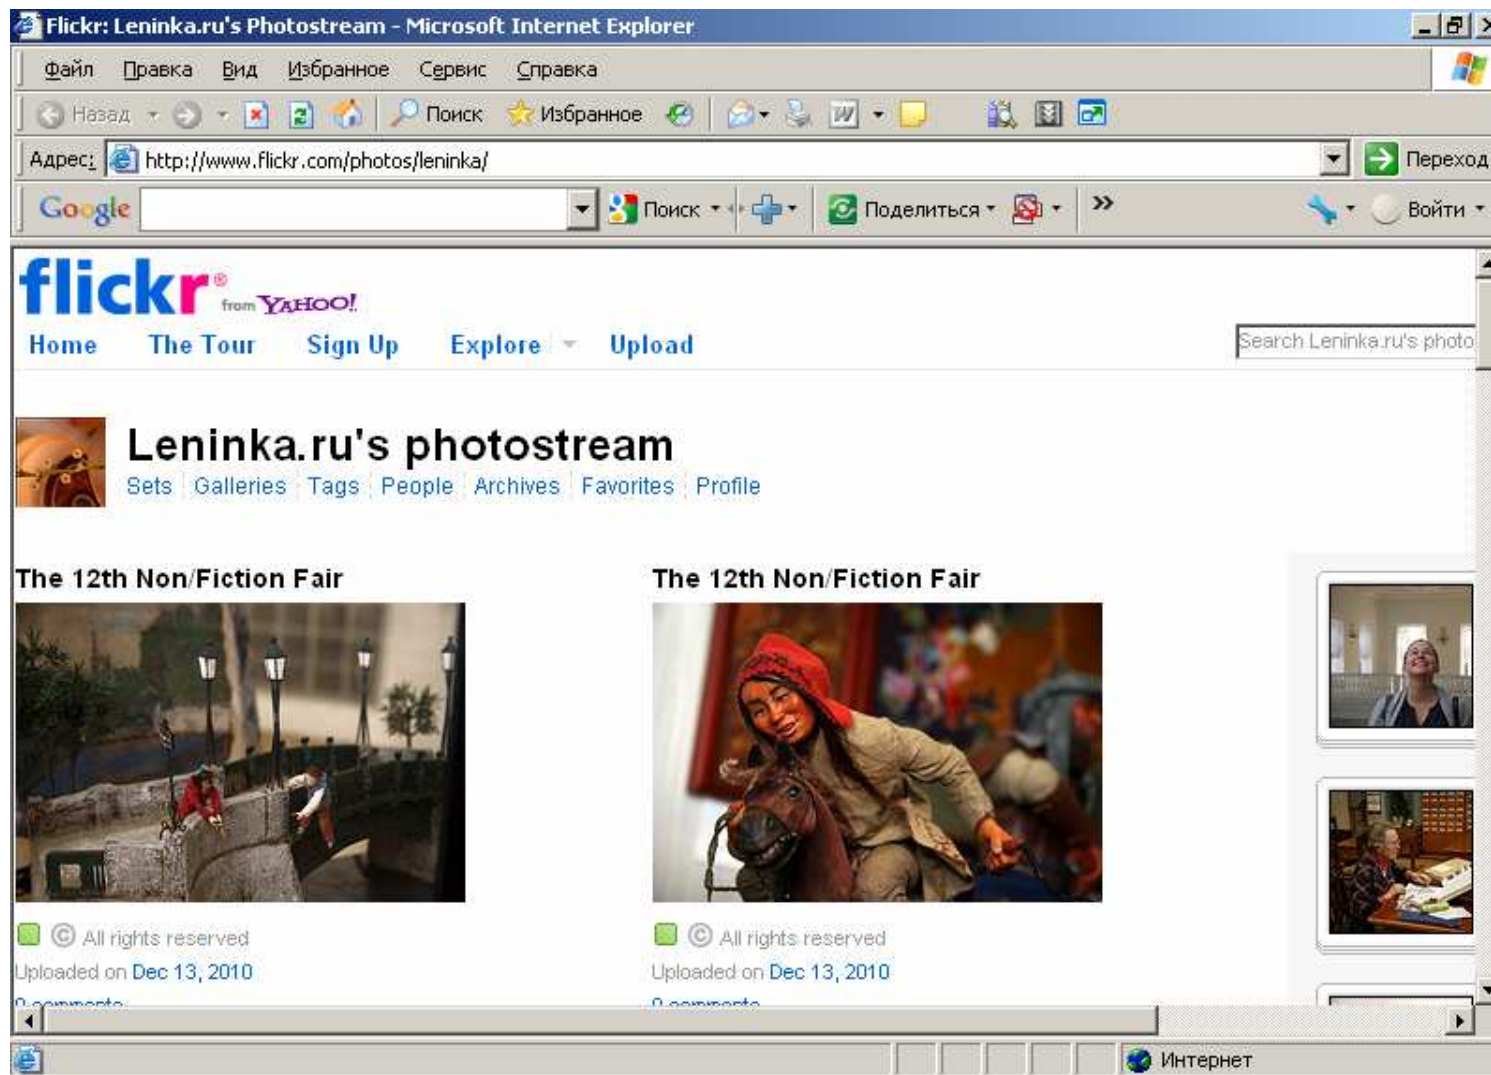 Flickr: Leninka.ru's Photostream - Microsoft Internet Explorer
Файл Правка Вид Избранное Сервис Справка
Назад Поиск Избранное
Адрес: http://www.flickr.com/photos/leninka/ Переход
Google Поиск Поделиться Войти
flickr® from YAHOO!
Home The Tour Sign Up Explore Upload Search Leninka.ru's photo
Leninka.ru's photostream
Sets Galleries Tags People Archives Favorites Profile
The 12th Non/Fiction Fair The 12th Non/Fiction Fair
© All rights reserved © All rights reserved
Uploaded on Dec 13, 2010 Uploaded on Dec 13, 2010
0 comments 0 comments
Интернет